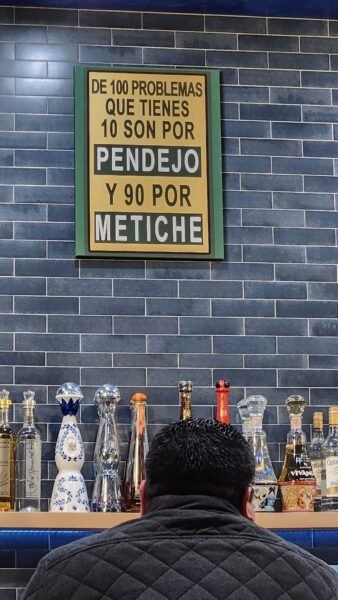 DE 100 PROBLEMAS
QUE TIENES
10 SON POR
PENDEJO
Y 90 POR
METICHE